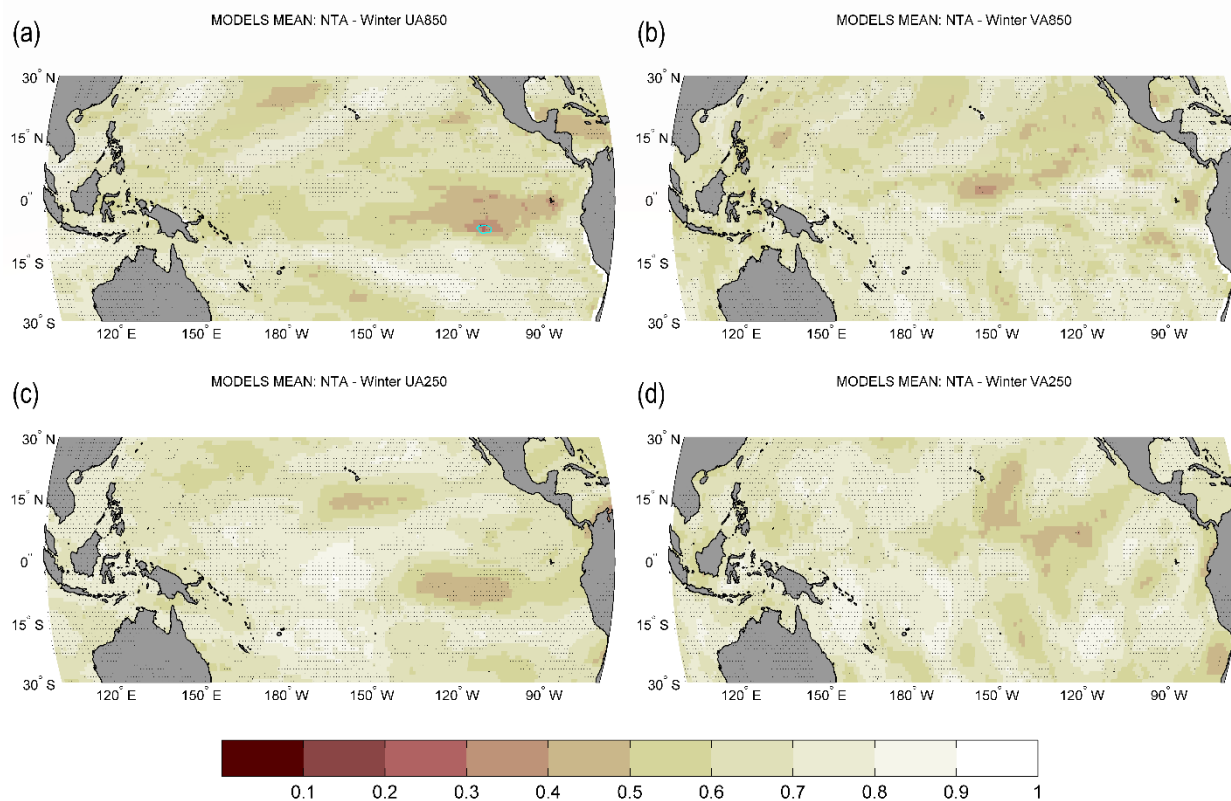 MODELS MEAN: NTA - Winter UA850
MODELS MEAN: NTA - Winter VA850
(a)
(b)
30° N
15° N
0°
15° S
30° S
120° E 150° E 180° W 150° W 120° W 90° W
30° N
15° N
0°
15° S
30° S
120° E 150° E 180° W 150° W 120° W 90° W
MODELS MEAN: NTA - Winter UA250
MODELS MEAN: NTA - Winter VA250
(c)
(d)
30° N
15° N
0°
15° S
30° S
120° E 150° E 180° W 150° W 120° W 90° W
30° N
15° N
0°
15° S
30° S
120° E 150° E 180° W 150° W 120° W 90° W
0.1 0.2 0.3 0.4 0.5 0.6 0.7 0.8 0.9 1